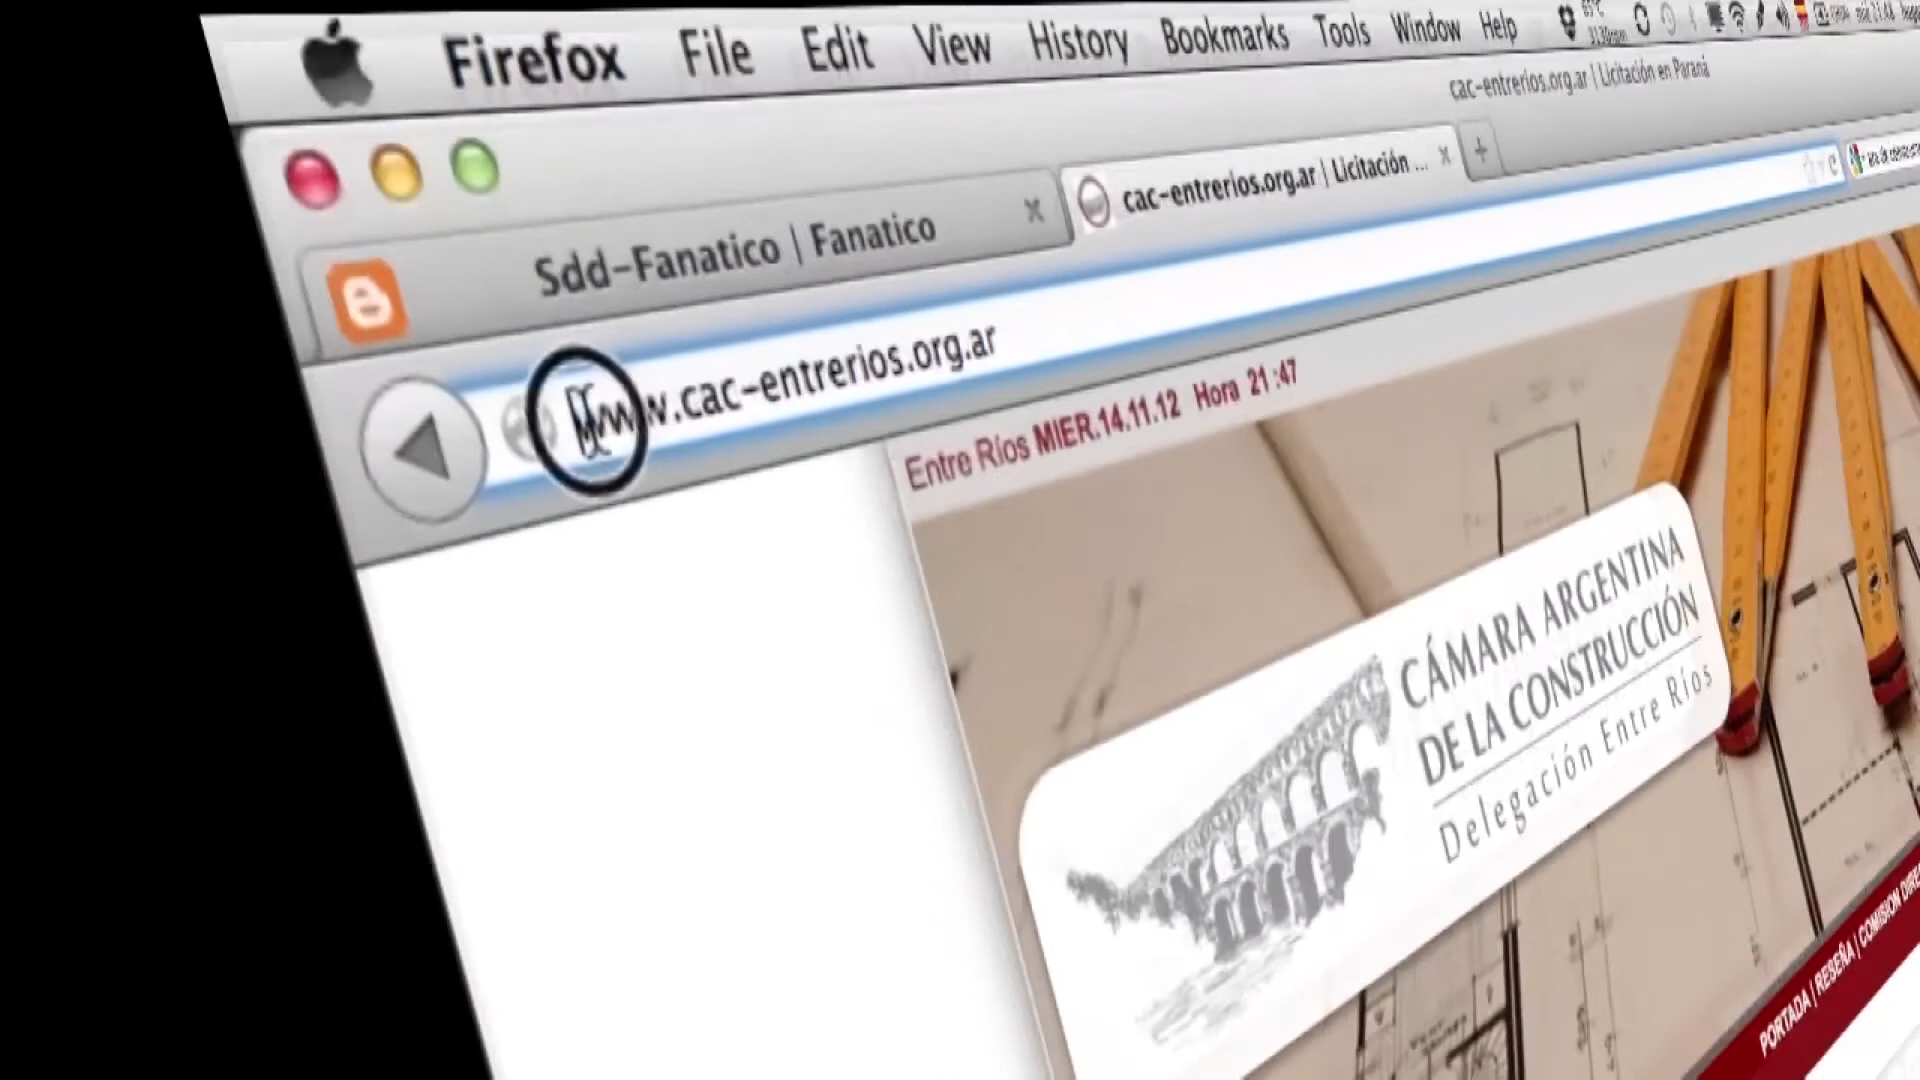 Firefox File Edit View History Bookmarks Tools Window Help
cac-entrerios.org.ar | Licitación en Paraná
Sdd-Fanatico | Fanatico
cac-entrerios.org.ar | Licitación ...
www.cac-entrerios.org.ar
Entre Ríos MIER.14.11.12 Hora 21:47
CÁMARA ARGENTINA
DE LA CONSTRUCCIÓN
Delegación Entre Ríos
PORTADA | RESEÑA | COMISION